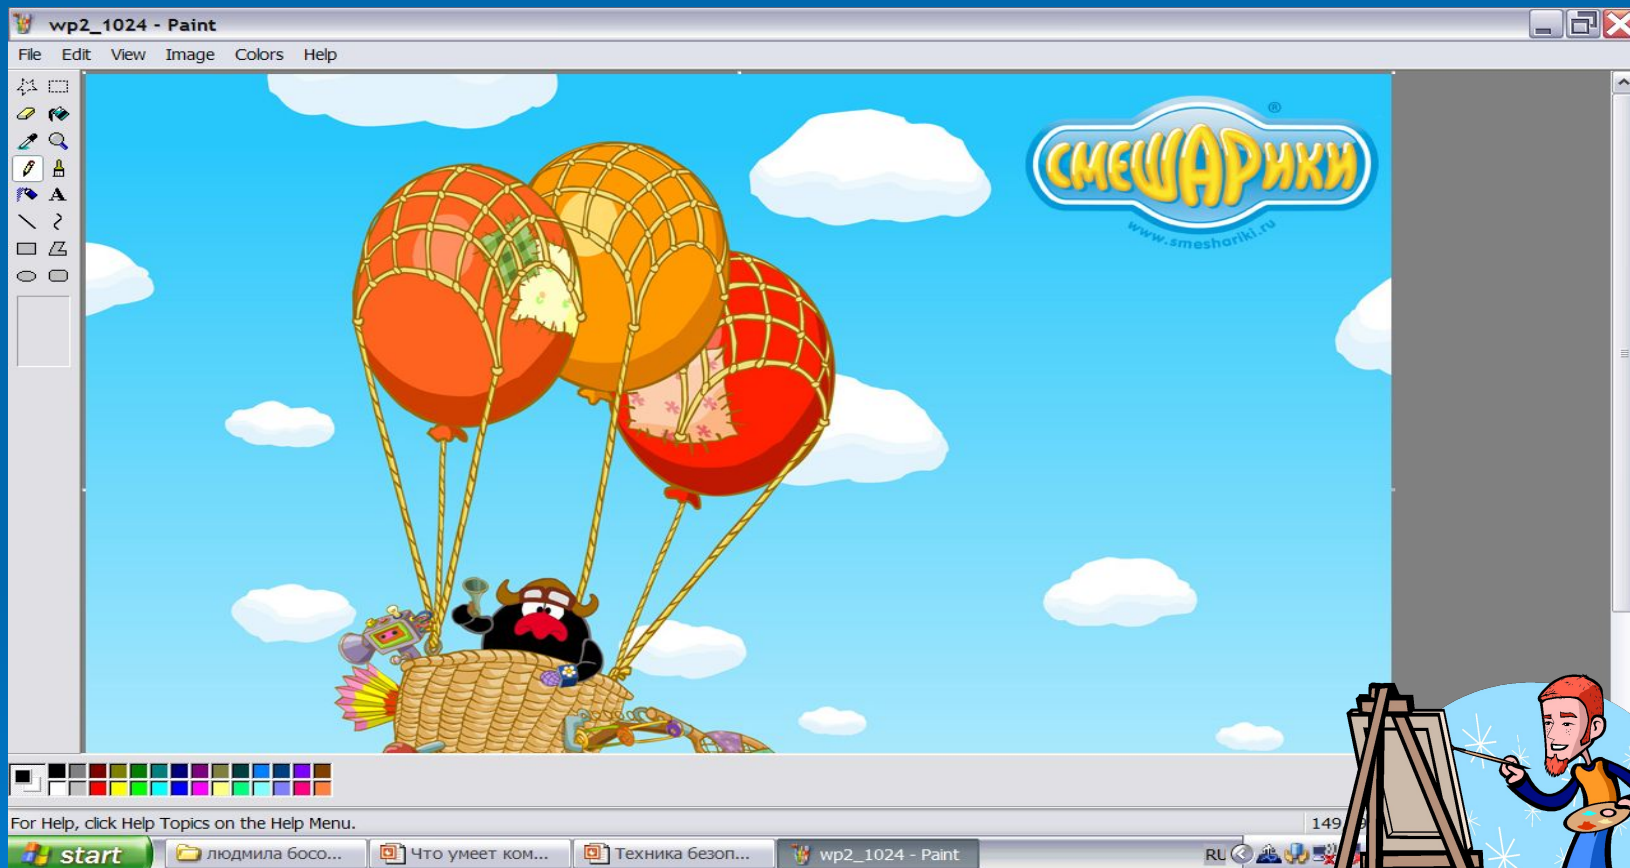 wp2_1024 - Paint
File Edit View Image Colors Help
A
СМЕШАРИКИ
®
www.smeshariki.ru
For Help, click Help Topics on the Help Menu.
149
start
людмила босо...
Что умеет ком...
Техника безоп...
wp2_1024 - Paint
RU